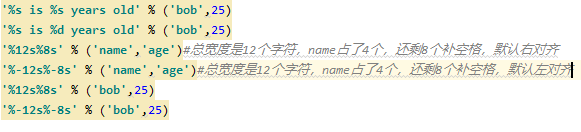 '%s is %s years old' % ('bob',25)
'%s is %d years old' % ('bob',25)
'%12s%8s' % ('name','age')#总宽度是12个字符，name占了4个，还剩8个补空格，默认右对齐
'%-12s%-8s' % ('name','age')#总宽度是12个字符，name占了4个，还剩8个补空格，默认左对齐
'%12s%8s' % ('bob',25)
'%-12s%-8s' % ('bob',25)